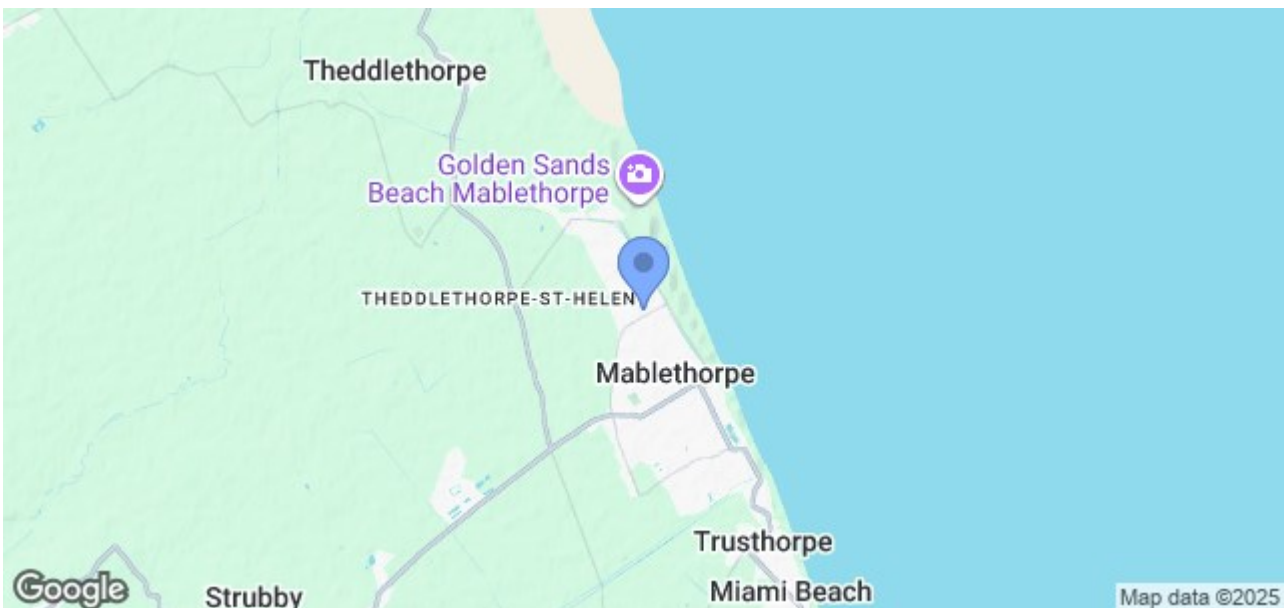 Theddlethorpe
Golden Sands
Beach Mablethorpe
THEDDLETHORPE-ST-HELEN
Mablethorpe
Trusthorpe
Miami Beach
Strubby
Google
Map data ©2025